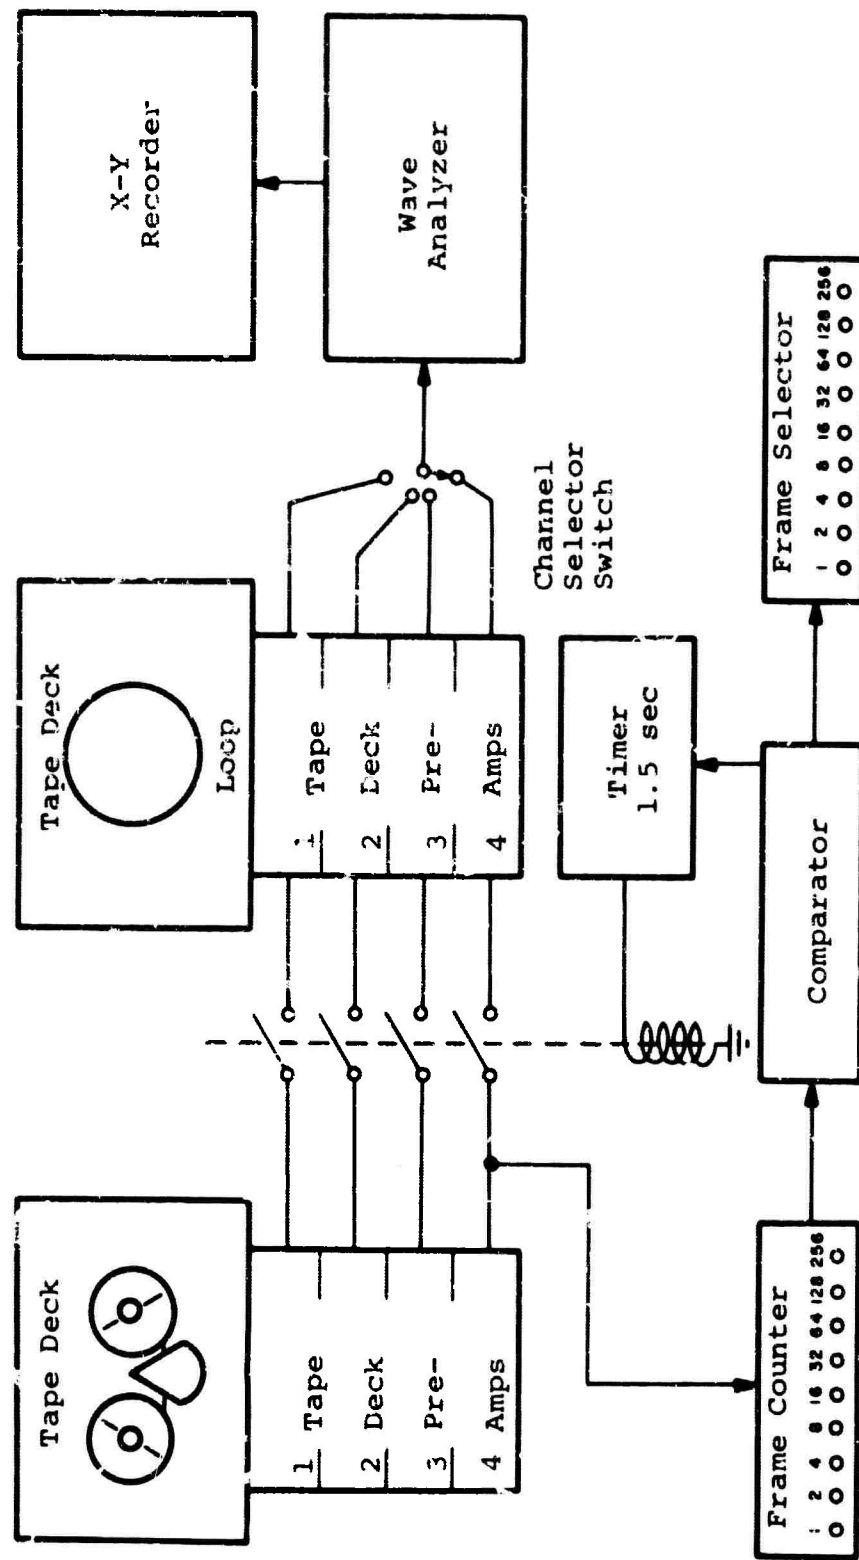 Tape Deck
1 Tape
2 Deck
3 Pre-
4 Amps
Frame Counter
1 2 4 8 16 32 64 128 256
Tape Deck
Loop
1 Tape
2 Deck
3 Pre-
4 Amps
Timer
1.5 sec
Comparator
X-Y
Recorder
Wave
Analyzer
Channel
Selector
Switch
Frame Selector
1 2 4 8 16 32 64 128 256